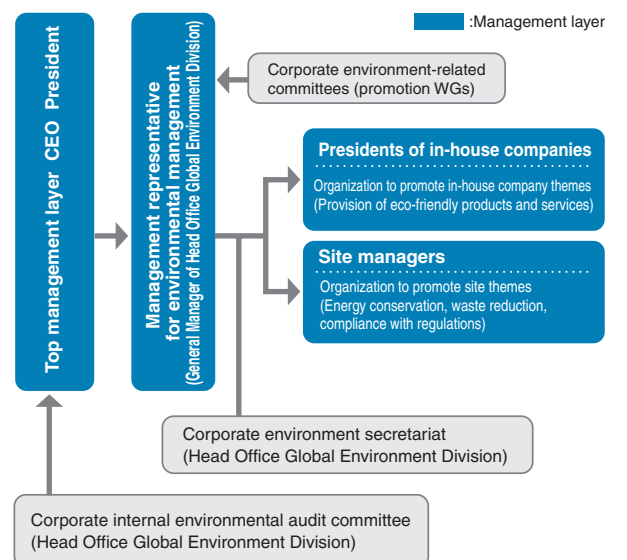 :Management layer
Top management layer CEO President
Management representative
for environmental management
(General Manager of Head Office Global Environment Division)
Corporate environment-related
committees (promotion WGs)
Presidents of in-house companies
Organization to promote in-house company themes
(Provision of eco-friendly products and services)
Site managers
Organization to promote site themes
(Energy conservation, waste reduction,
compliance with regulations)
Corporate environment secretariat
(Head Office Global Environment Division)
Corporate internal environmental audit committee
(Head Office Global Environment Division)